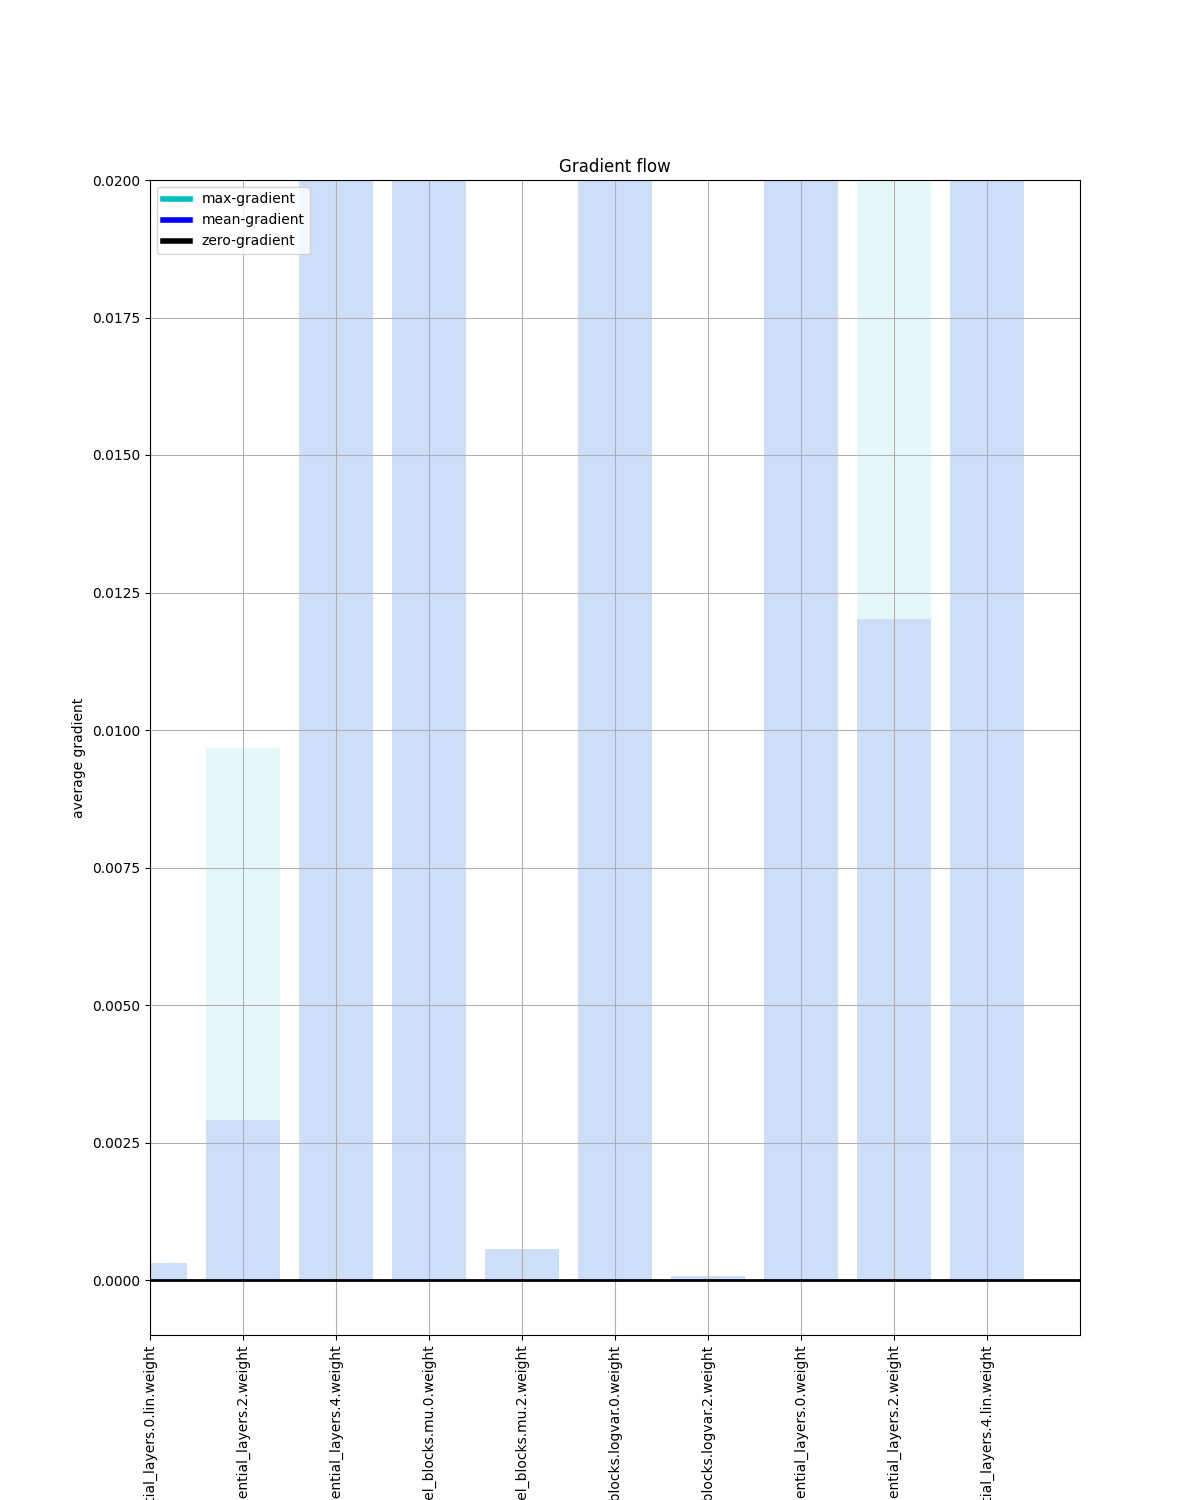 Gradient flow
max-gradient
mean-gradient
zero-gradient
0.0200
0.0175
0.0150
0.0125
0.0100
0.0075
0.0050
0.0025
0.0000
average gradient
tial_layers.0.lin.weight
ential_layers.2.weight
ential_layers.4.weight
el_blocks.mu.0.weight
el_blocks.mu.2.weight
blocks.logvar.0.weight
blocks.logvar.2.weight
ential_layers.0.weight
ential_layers.2.weight
tial_layers.4.lin.weight